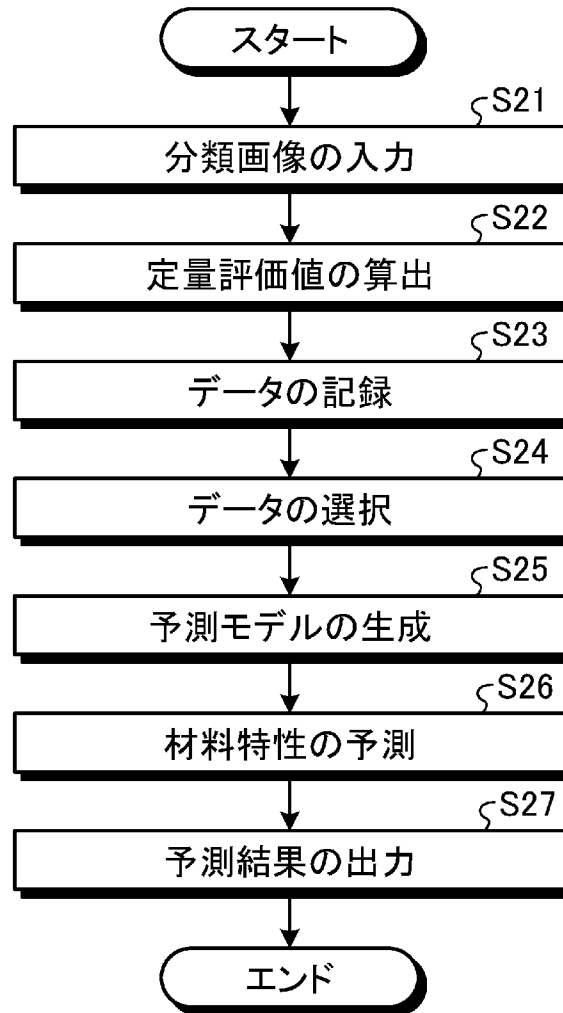 スタート
S21
分類画像の入力
S22
定量評価値の算出
S23
データの記録
S24
データの選択
S25
予測モデルの生成
S26
材料特性の予測
S27
予測結果の出力
エンド